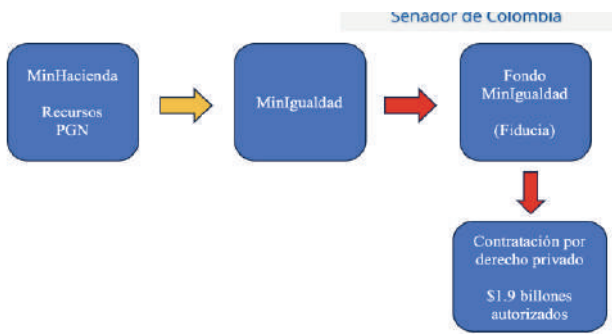 Senador de Colombia
MinHacienda
Recursos
PGN
MinIgualdad
Fondo
MinIgualdad
(Fiducia)
Contratación por
derecho privado
$1.9 billones
autorizados